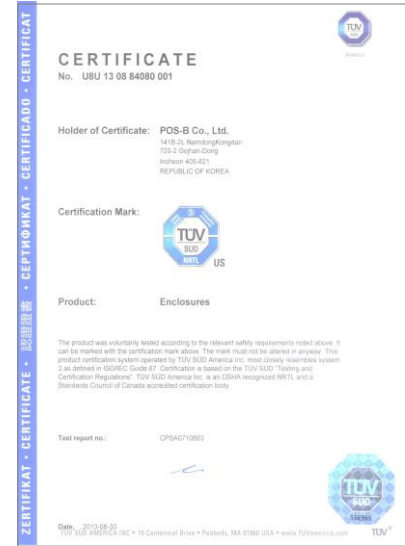 ZERTIFIKAT • CERTIFICATE • 認證證書 • СЕРТИФИКАТ • CERTIFICADO • CERTIFICAT
TÜV
SÜD
America
CERTIFICATE
No. U8U 13 08 84080 001
Holder of Certificate: POS-B Co., Ltd.
141B-2L NamdongKongdan
720-2 Gojhan-Dong
Incheon 405-821
REPUBLIC OF KOREA
Certification Mark:
TÜV
SUD
NRTL
US
Product: Enclosures
The product was voluntarily tested according to the relevant safety requirements noted above. It
can be marked with the certification mark above. The mark must not be altered in anyway. This
product certification system operated by TÜV SÜD America Inc. most closely resembles system
3 as defined in ISO/IEC Guide 67. Certification is based on the TÜV SÜD "Testing and
Certification Regulations". TÜV SÜD America Inc. is an OSHA recognized NRTL and a
Standards Council of Canada accredited certification body.
Test report no.: CPSA0710883
TÜV
SUD
Date, 2013-08-30
TÜV SÜD AMERICA INC • 10 Centennial Drive • Peabody, MA 01960 USA • www.TUVamerica.com TÜV®